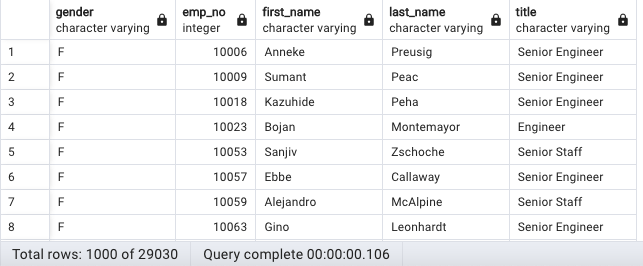 gender emp_no first_name last_name title
character varying integer character varying character varying character varying
1 F 10006 Anneke Preusig Senior Engineer
2 F 10009 Sumant Peac Senior Engineer
3 F 10018 Kazuhide Peha Senior Engineer
4 F 10023 Bojan Montemayor Engineer
5 F 10053 Sanjiv Zschoche Senior Staff
6 F 10057 Ebbe Callaway Senior Engineer
7 F 10059 Alejandro McAlpine Senior Staff
8 F 10063 Gino Leonhardt Senior Engineer
Total rows: 1000 of 29030 Query complete 00:00:00.106